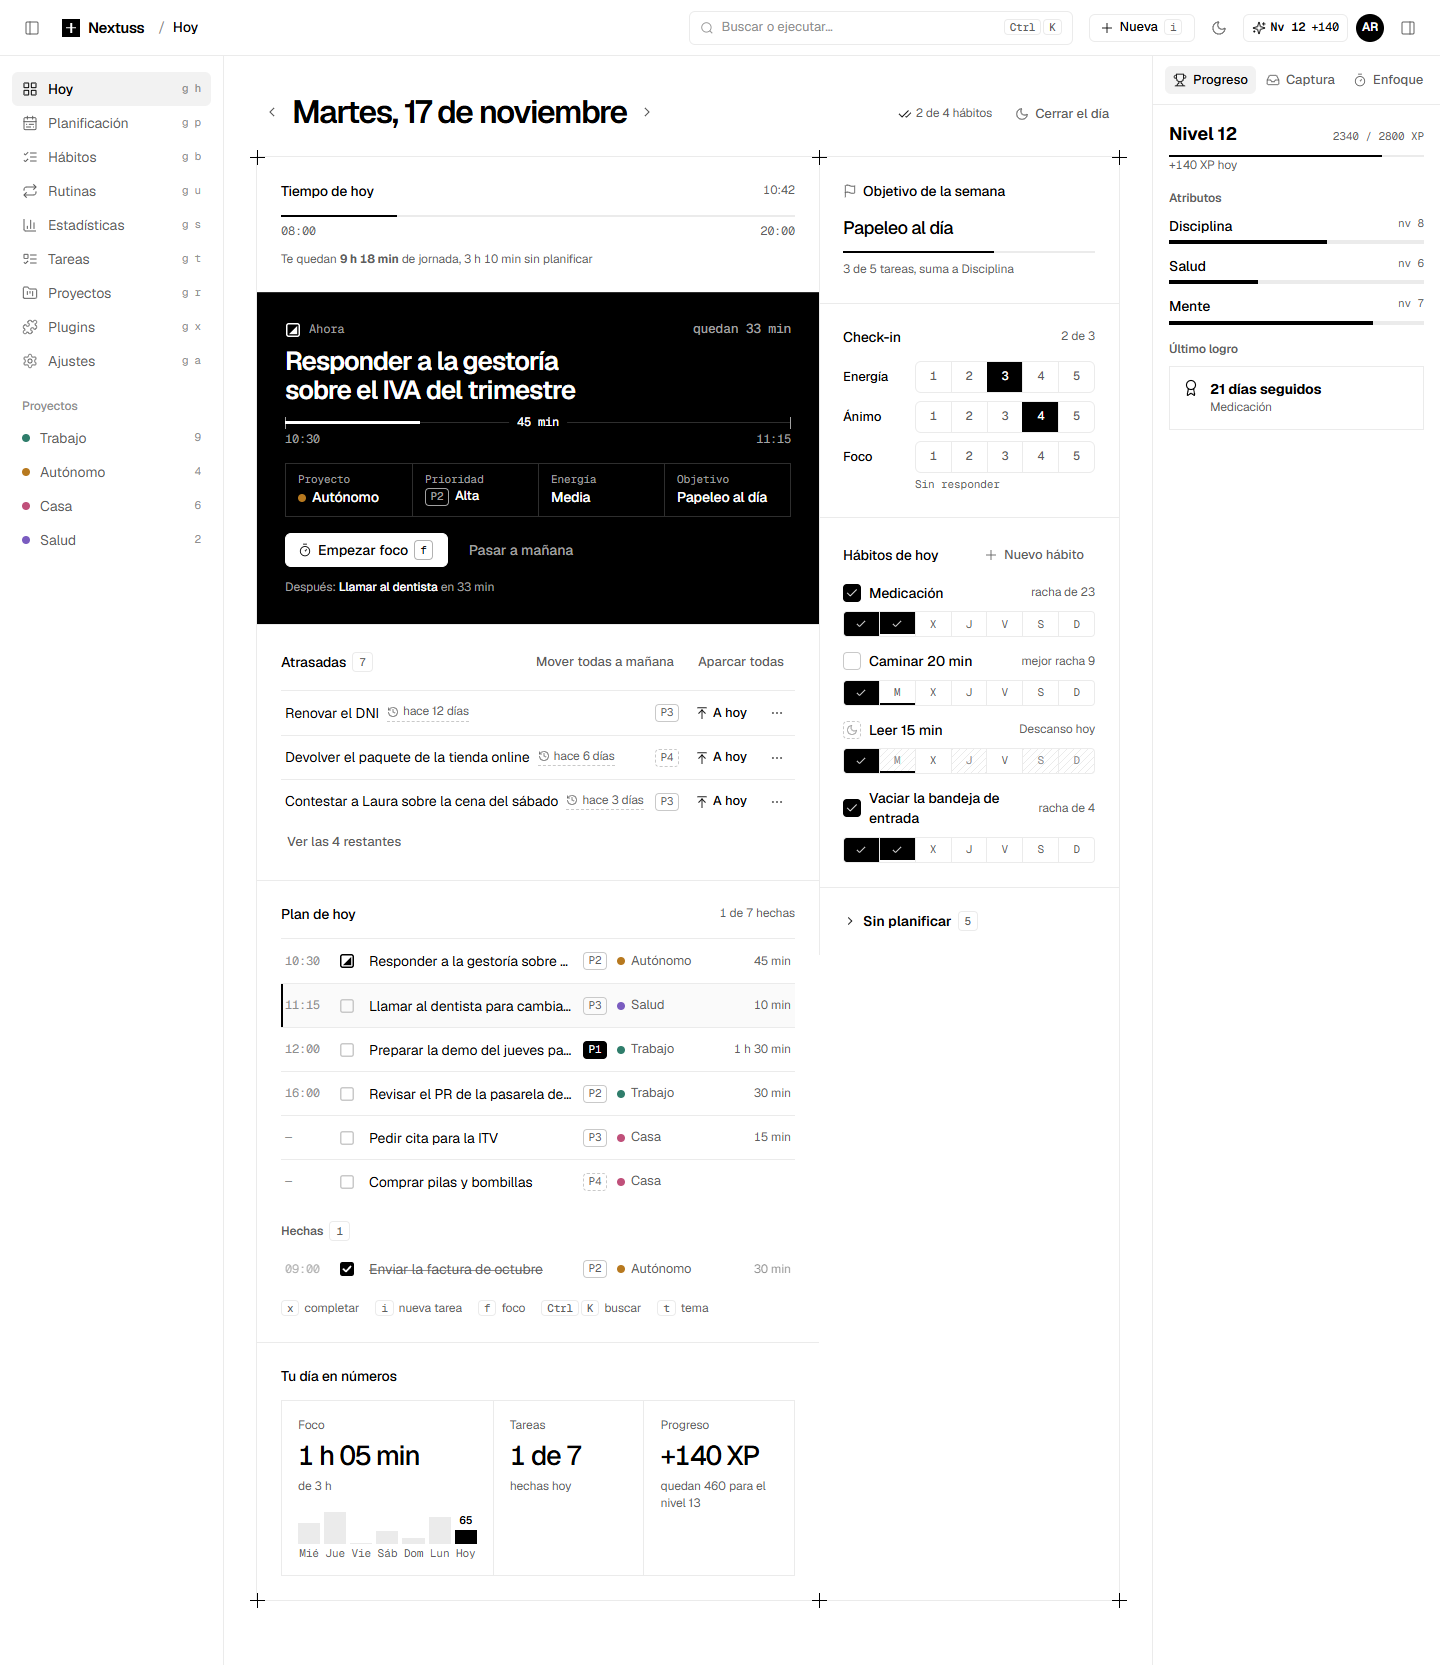 Nextuss / Hoy
Buscar o ejecutar... Ctrl K
Nueva i
Nv 12 +140
AR
Hoy g h
Planificación g p
Hábitos g b
Rutinas g u
Estadísticas g s
Tareas g t
Proyectos g r
Plugins g x
Ajustes g a
Proyectos
Trabajo 9
Autónomo 4
Casa 6
Salud 2
Martes, 17 de noviembre
2 de 4 hábitos
Cerrar el día
Tiempo de hoy 10:42
08:00 20:00
Te quedan 9 h 18 min de jornada, 3 h 10 min sin planificar
Ahora quedan 33 min
Responder a la gestoría
sobre el IVA del trimestre
45 min
10:30 11:15
Proyecto
Autónomo
Prioridad
P2 Alta
Energía
Media
Objetivo
Papeleo al día
Empezar foco f
Pasar a mañana
Después: Llamar al dentista en 33 min
Atrasadas 7
Mover todas a mañana
Aparcar todas
Renovar el DNI hace 12 días P3 A hoy
Devolver el paquete de la tienda online hace 6 días P4 A hoy
Contestar a Laura sobre la cena del sábado hace 3 días P3 A hoy
Ver las 4 restantes
Plan de hoy 1 de 7 hechas
10:30 Responder a la gestoría sobre ... P2 Autónomo 45 min
11:15 Llamar al dentista para cambia... P3 Salud 10 min
12:00 Preparar la demo del jueves pa... P1 Trabajo 1 h 30 min
16:00 Revisar el PR de la pasarela de... P2 Trabajo 30 min
– Pedir cita para la ITV P3 Casa 15 min
– Comprar pilas y bombillas P4 Casa
Hechas 1
09:00 Enviar la factura de octubre P2 Autónomo 30 min
x completar i nueva tarea f foco Ctrl K buscar t tema
Tu día en números
Foco
1 h 05 min
de 3 h
65
Mié Jue Vie Sáb Dom Lun Hoy
Tareas
1 de 7
hechas hoy
Progreso
+140 XP
quedan 460 para el
nivel 13
Objetivo de la semana
Papeleo al día
3 de 5 tareas, suma a Disciplina
Check-in 2 de 3
Energía 1 2 3 4 5
Ánimo 1 2 3 4 5
Foco 1 2 3 4 5
Sin responder
Hábitos de hoy
Nuevo hábito
Medicación racha de 23
X J V S D
Caminar 20 min mejor racha 9
M X J V S D
Leer 15 min Descanso hoy
M X J V S D
Vaciar la bandeja de
entrada
racha de 4
X J V S D
Sin planificar 5
Progreso
Captura
Enfoque
Nivel 12 2340 / 2800 XP
+140 XP hoy
Atributos
Disciplina nv 8
Salud nv 6
Mente nv 7
Último logro
21 días seguidos
Medicación